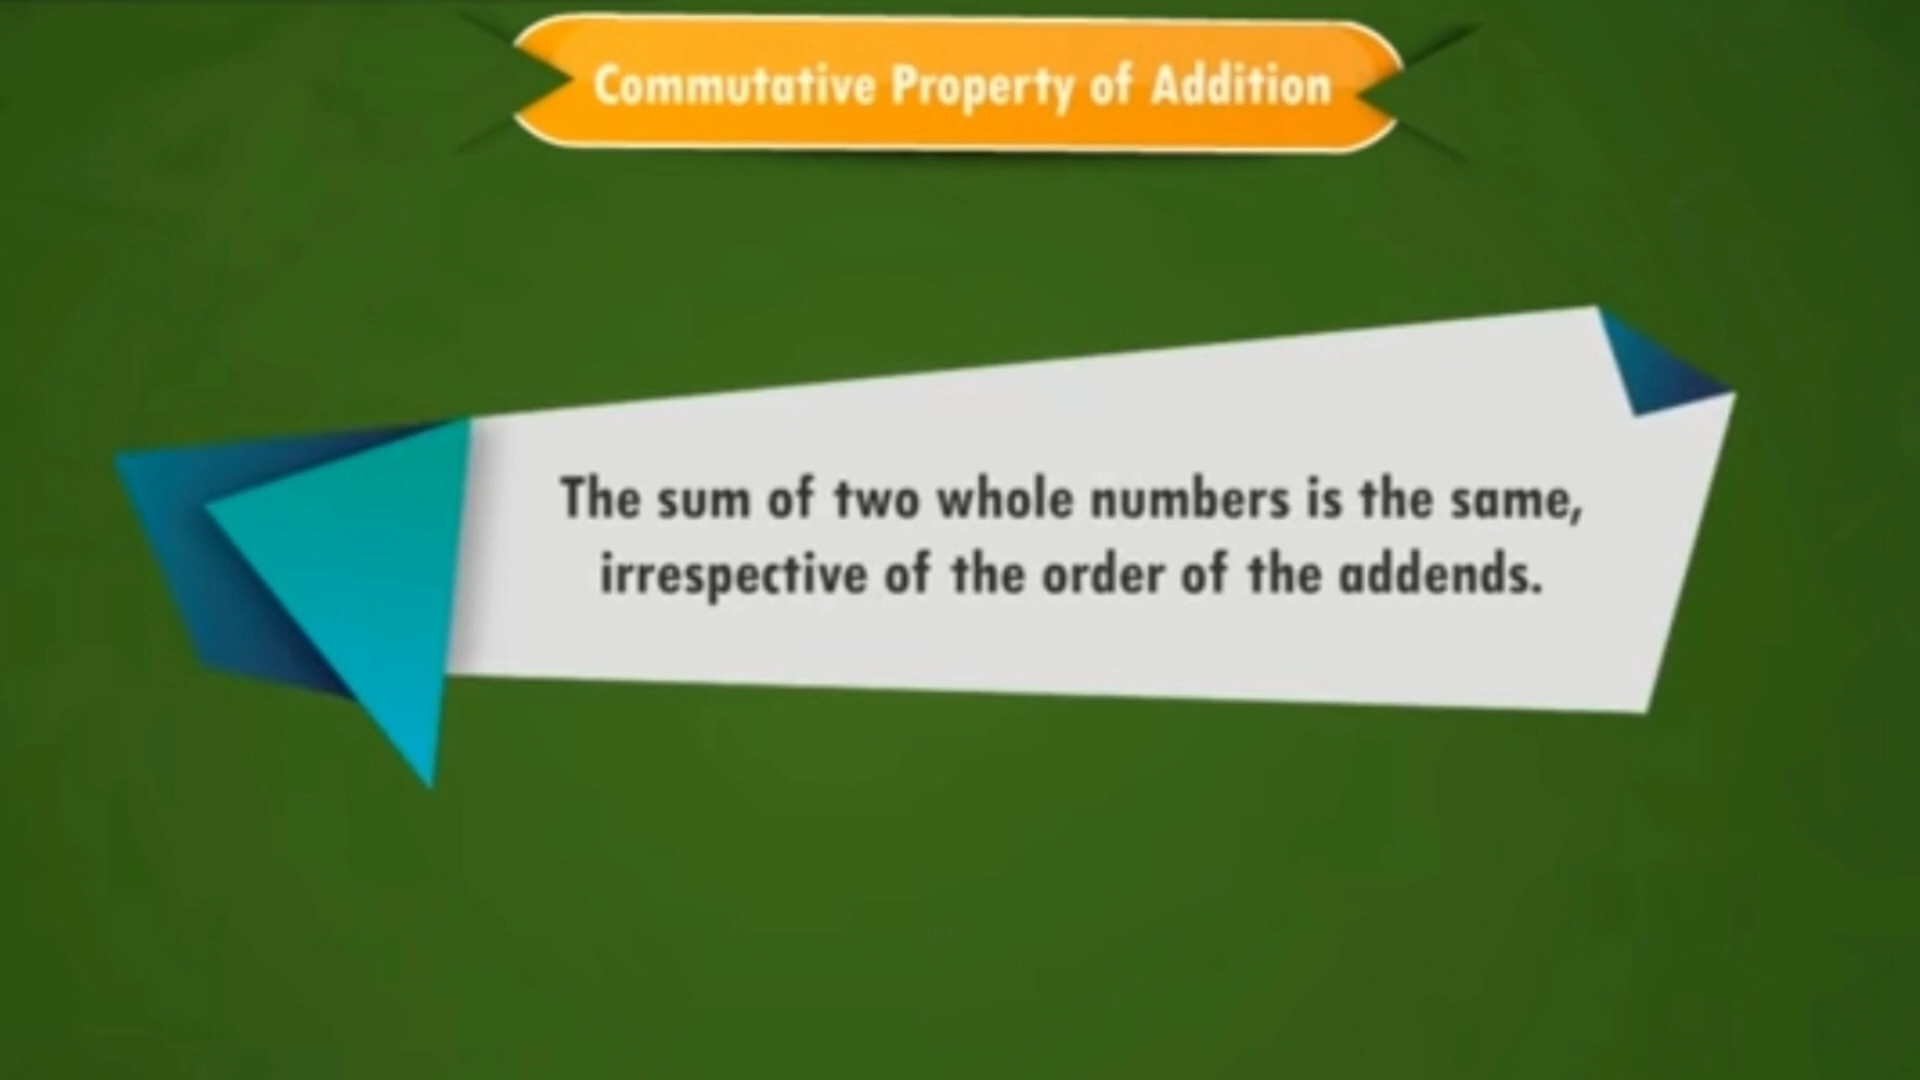 Commutative Property of Addition
The sum of two whole numbers is the same,
irrespective of the order of the addends.